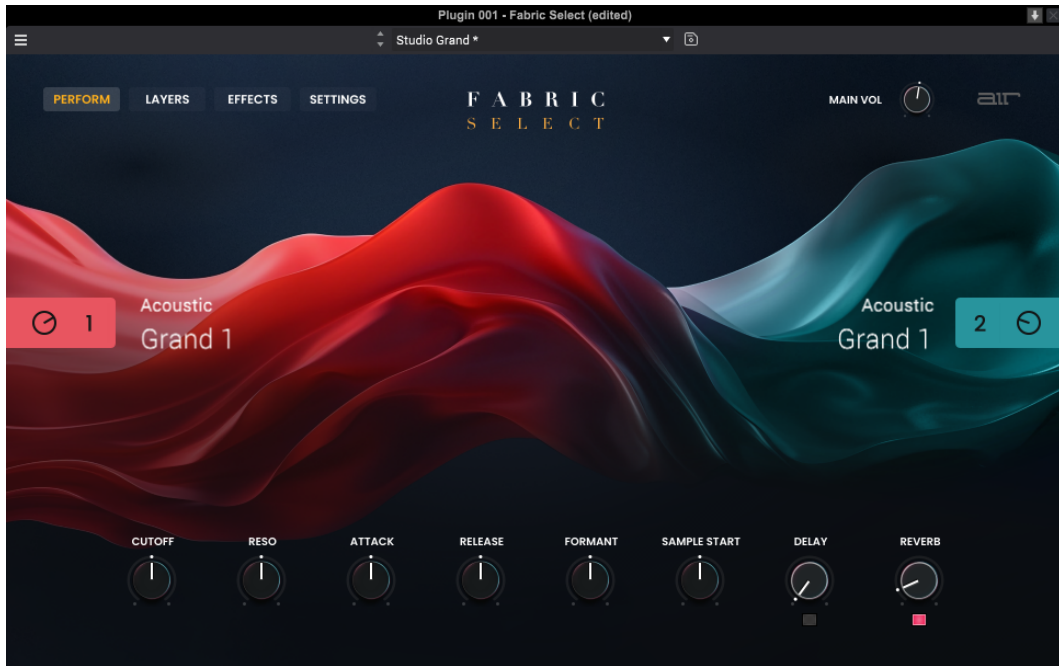 Plugin 001 - Fabric Select (edited)
Studio Grand *
PERFORM LAYERS EFFECTS SETTINGS
FABRIC
SELECT
MAIN VOL
air
1
Acoustic
Grand 1
Acoustic
Grand 1
2
CUTOFF RESO ATTACK RELEASE FORMANT SAMPLE START DELAY REVERB